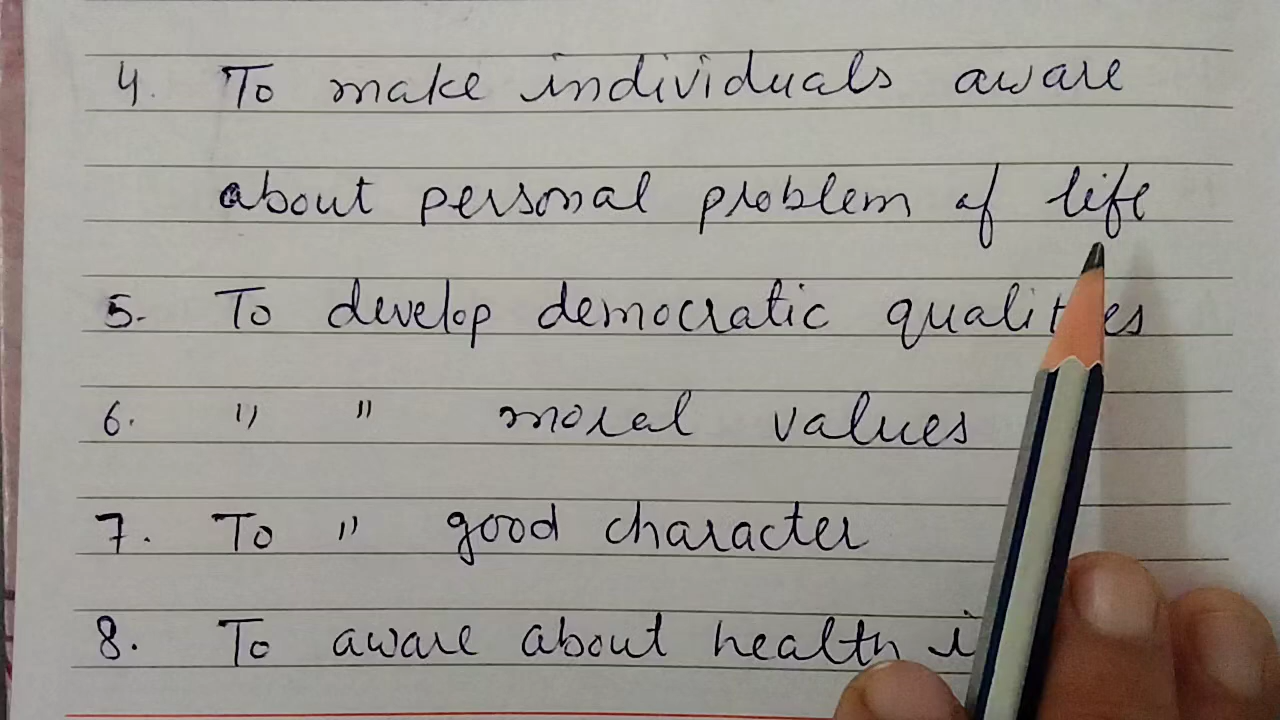 4. To make individuals aware
about personal problem of life
5. To develop democratic qualities
6. " " moral values
7. To " good character
8. To aware about health